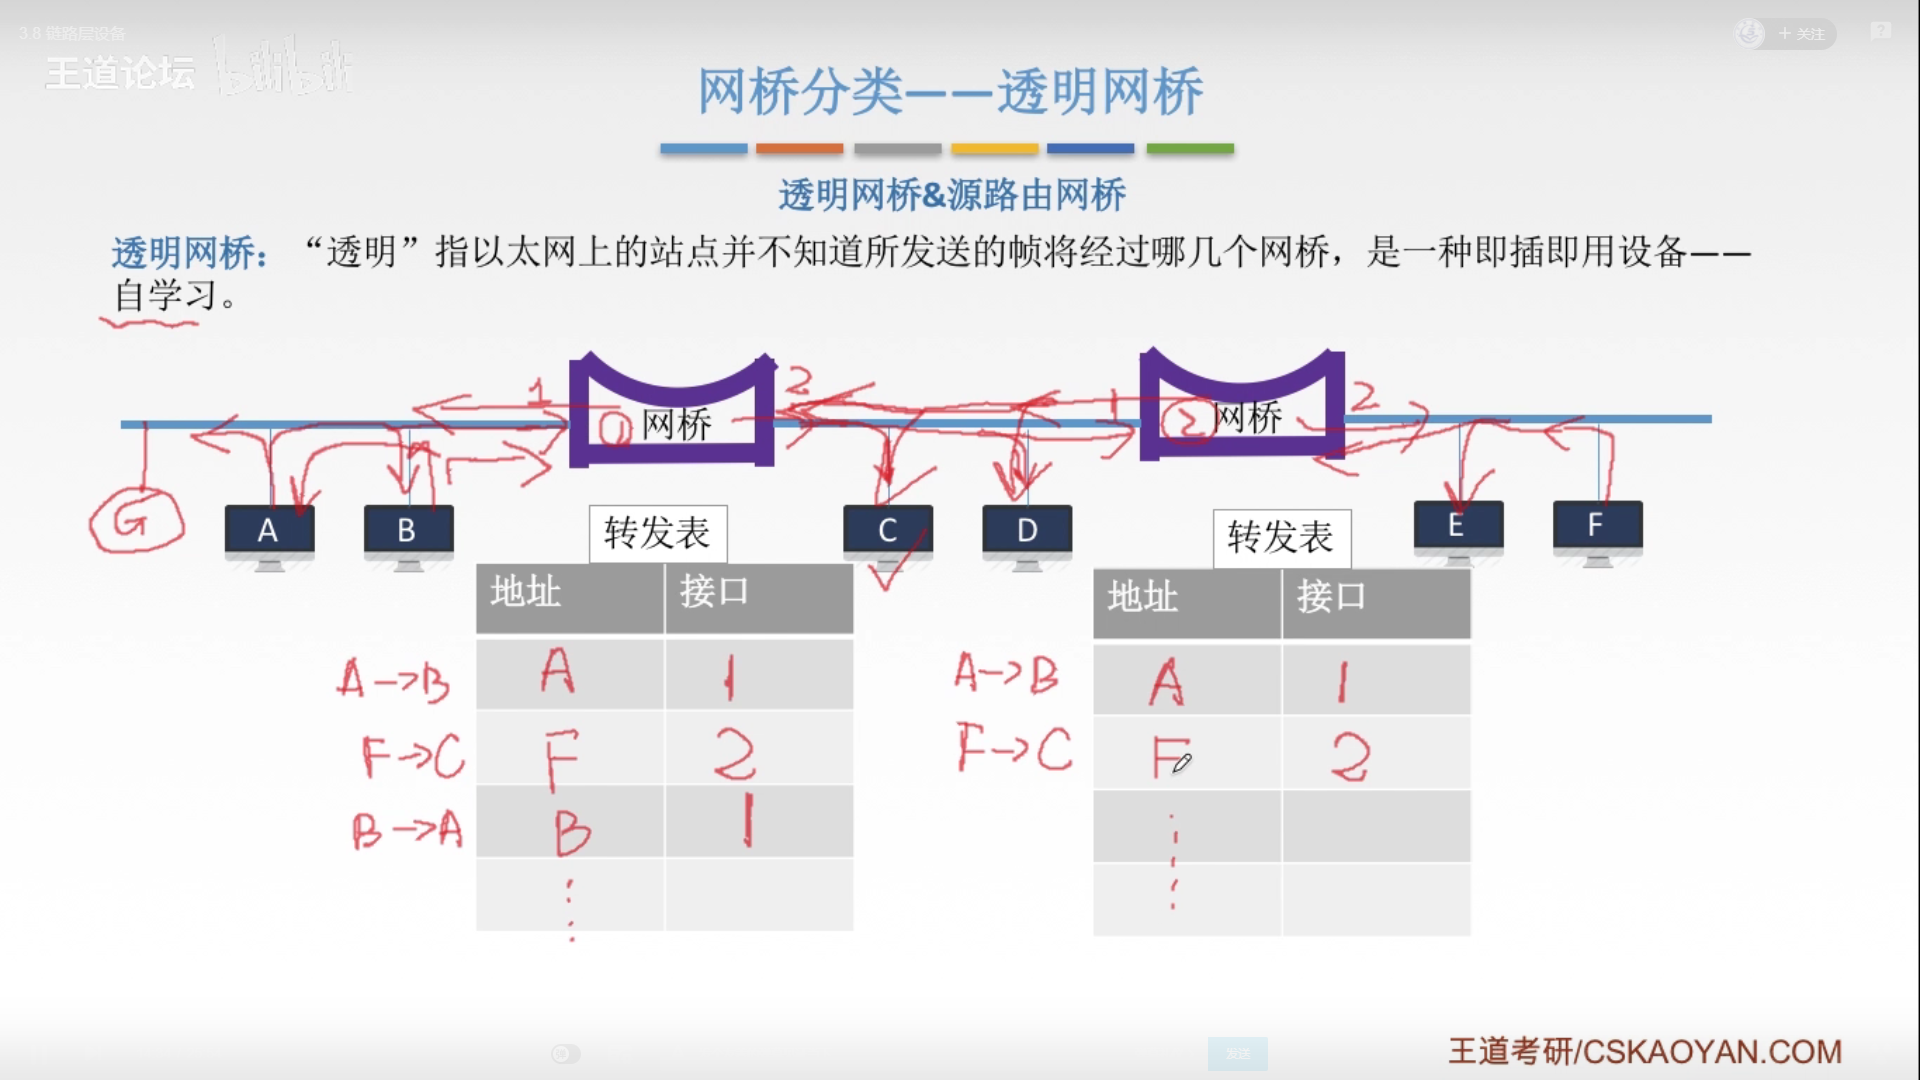 3.8 链路层设备
+ 关注
王道论坛 bilibili
网桥分类——透明网桥
透明网桥&源路由网桥
透明网桥：“透明”指以太网上的站点并不知道所发送的帧将经过哪几个网桥，是一种即插即用设备——
自学习。
1 2 1 2
① 网桥 ② 网桥
G A B 转发表 C D 转发表 E F
地址 接口 地址 接口
A→B A 1 A→B A 1
F→C F 2 F→C F 2
B→A B 1
发送
王道考研/CSKAOYAN.COM